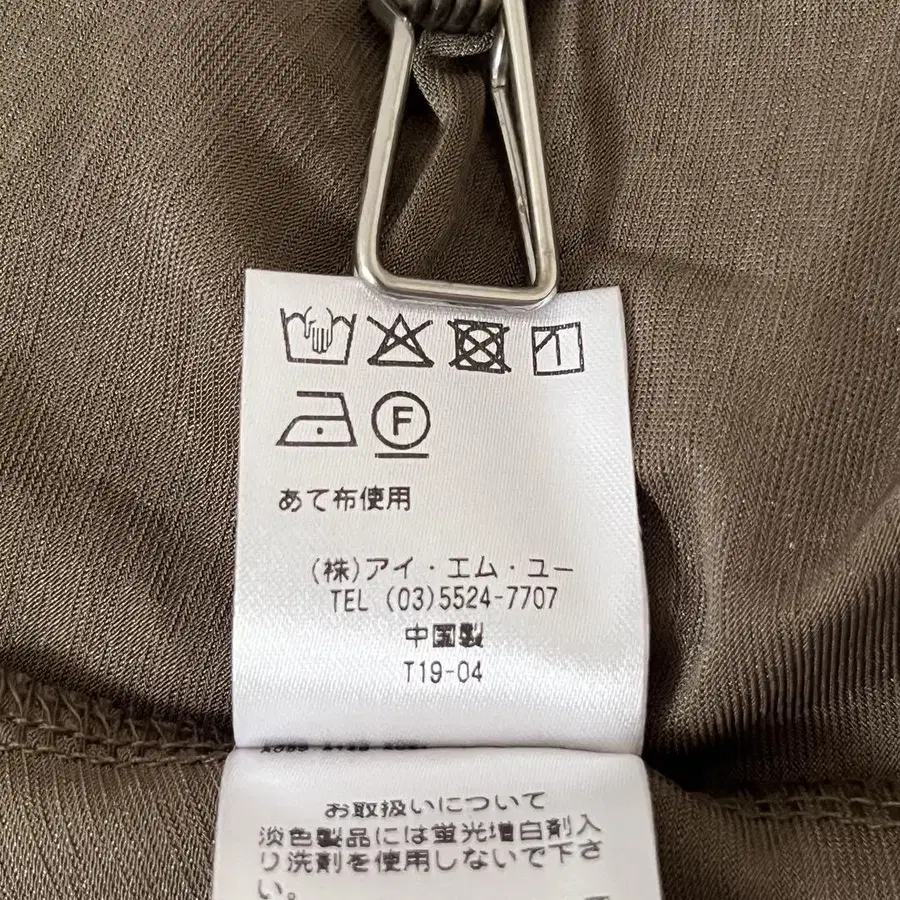 F
あて布使用
(株)アイ・エム・ユー
TEL (03)5524-7707
中国製
T19-04
お取扱いについて
淡色製品には蛍光増白剤入
り洗剤を使用しないで下さ
い。